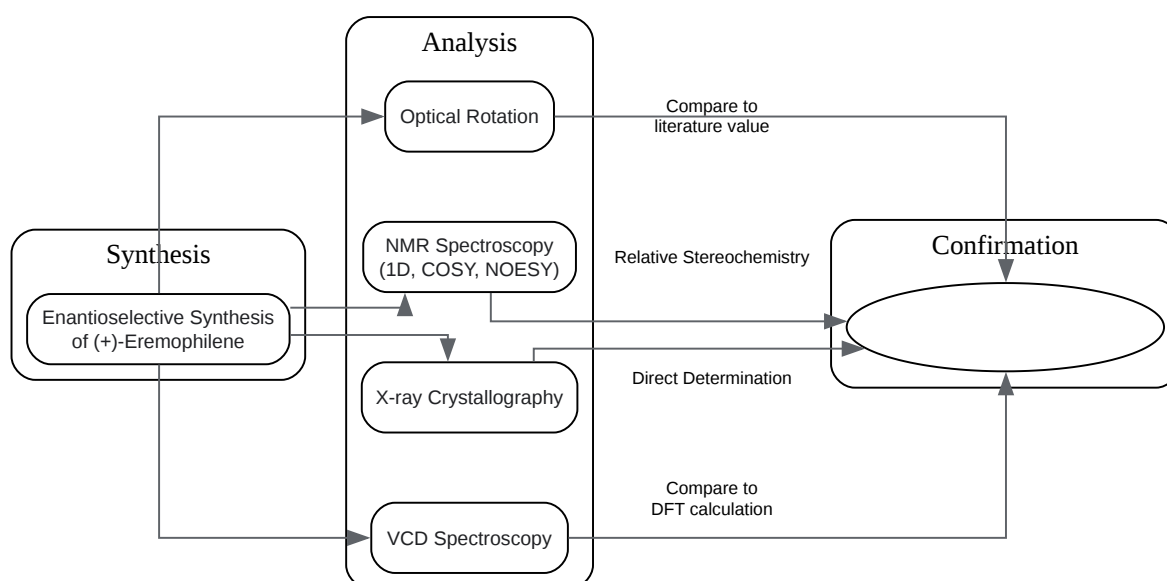 Analysis
Optical Rotation
Compare to
literature value
NMR Spectroscopy
(1D, COSY, NOESY)
Relative Stereochemistry
Synthesis
Enantioselective Synthesis
of (+)-Eremophilene
Confirmation
X-ray Crystallography
Direct Determination
VCD Spectroscopy
Compare to
DFT calculation